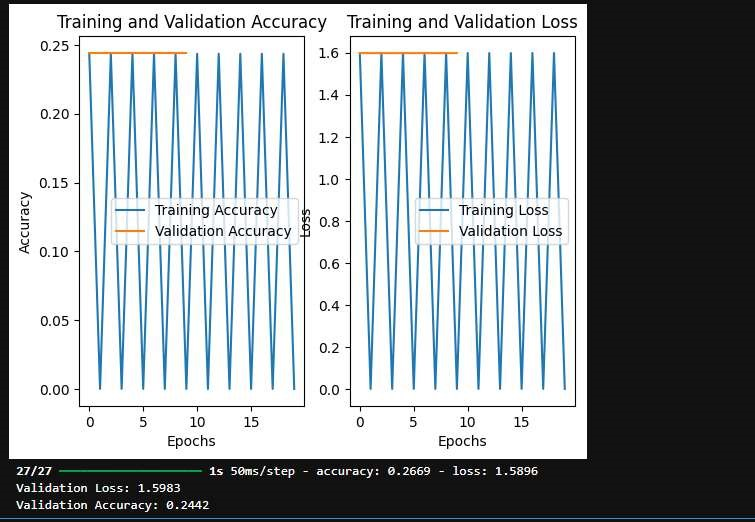 Training and Validation Accuracy
0.25
0.20
0.15
0.10
0.05
0.00
Accuracy
Training Accuracy
Validation Accuracy
0 5 10 15
Epochs
Training and Validation Loss
1.6
1.4
1.2
1.0
0.8
0.6
0.4
0.2
0.0
Loss
Training Loss
Validation Loss
0 5 10 15
Epochs
27/27 1s 50ms/step - accuracy: 0.2669 - loss: 1.5896
Validation Loss: 1.5983
Validation Accuracy: 0.2442